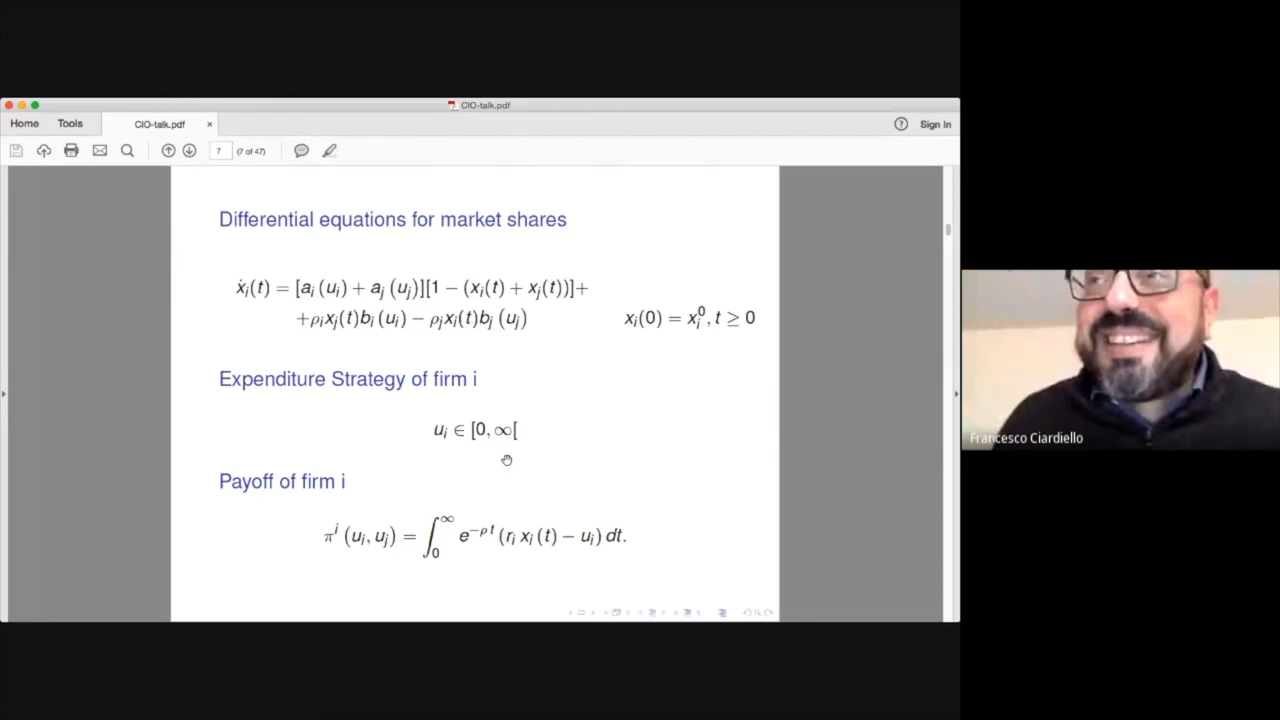 CIO-talk.pdf
Home Tools CIO-talk.pdf × ? Sign In
7 (7 of 47)
Differential equations for market shares
ẋᵢ(t) = [aᵢ (uᵢ) + aⱼ (uⱼ)][1 − (xᵢ(t) + xⱼ(t))]+
+ρᵢxⱼ(t)bᵢ (uᵢ) − ρⱼxᵢ(t)bⱼ (uⱼ) xᵢ(0) = xᵢ⁰, t ≥ 0
Expenditure Strategy of firm i
uᵢ ∈ [0, ∞[
Payoff of firm i
πⁱ (uᵢ, uⱼ) = ∫₀^∞ e^{−ρ t} (rᵢ xᵢ (t) − uᵢ) dt.
Francesco Ciardiello